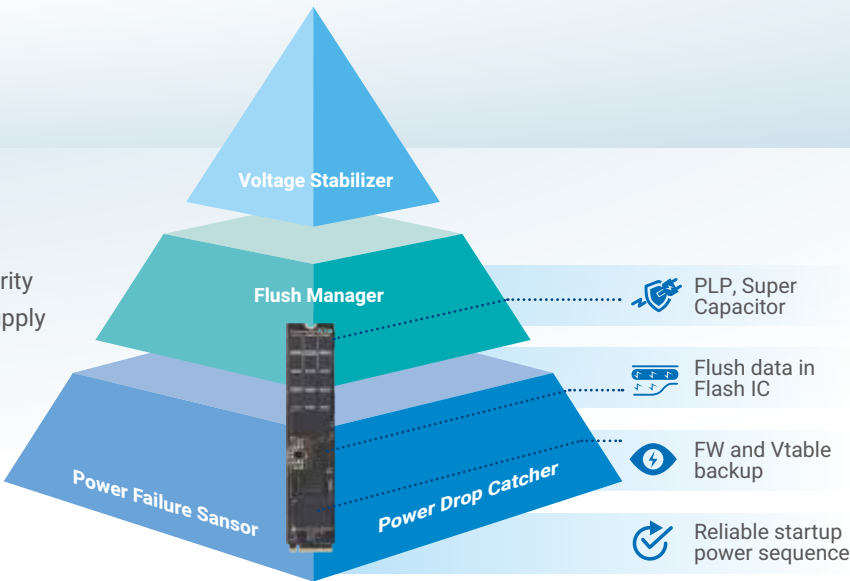 Voltage Stabilizer
Flush Manager
Power Failure Sansor
Power Drop Catcher
rity
pply
PLP, Super
Capacitor
Flush data in
Flash IC
FW and Vtable
backup
Reliable startup
power sequence